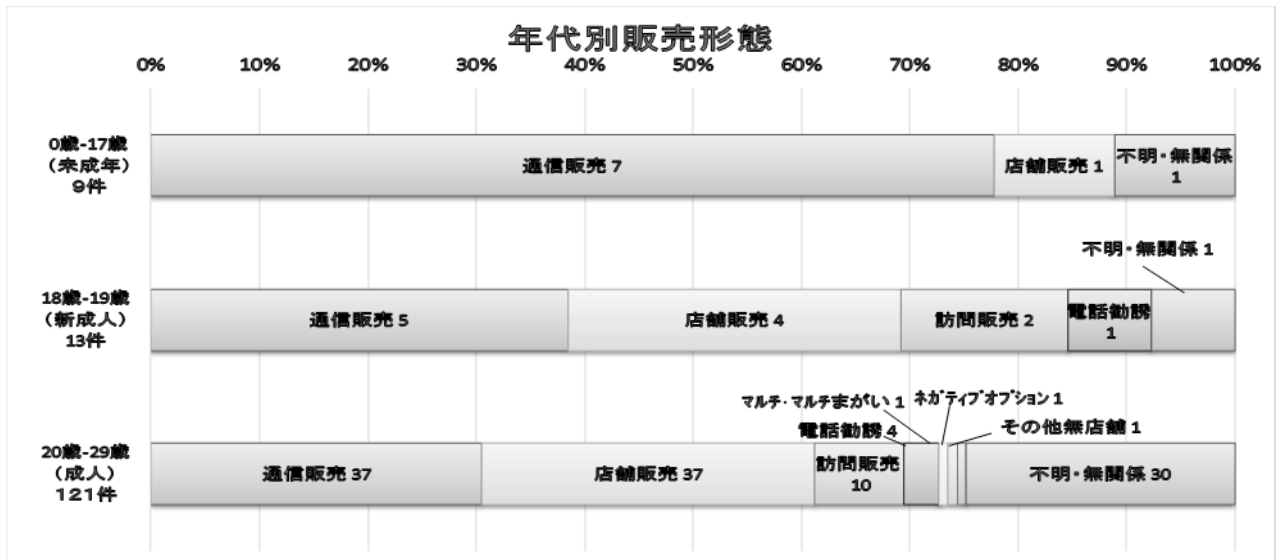 年代別販売形態
0% 10% 20% 30% 40% 50% 60% 70% 80% 90% 100%
0歳-17歳
(未成年)
9件
通信販売 7
店舗販売 1
不明・無関係
1
不明・無関係 1
18歳-19歳
(新成人)
13件
通信販売 5
店舗販売 4
訪問販売 2
電話勧誘
1
マルチ・マルチまがい 1
ネガティブオプション 1
電話勧誘 4
その他無店舗 1
20歳-29歳
(成人)
121件
通信販売 37
店舗販売 37
訪問販売
10
不明・無関係 30